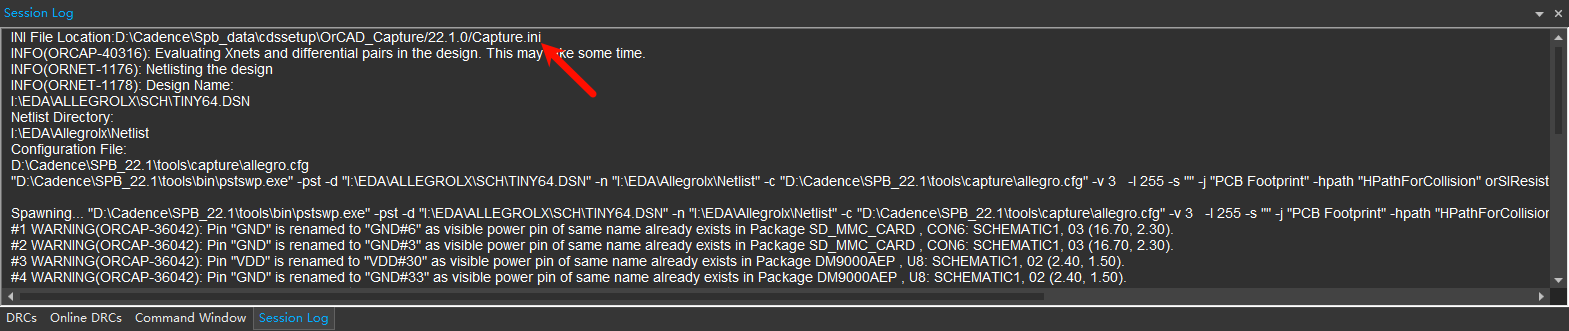 Session Log
INI File Location:D:\Cadence\Spb_data\cdssetup\OrCAD_Capture/22.1.0/Capture.ini
INFO(ORCAP-40316): Evaluating Xnets and differential pairs in the design. This may some time.
INFO(ORNET-1176): Netlisting the design
INFO(ORNET-1178): Design Name:
I:\EDA\ALLEGROLX\SCH\TINY64.DSN
Netlist Directory:
I:\EDA\Allegrolx\Netlist
Configuration File:
D:\Cadence\SPB_22.1\tools\capture\allegro.cfg
"D:\Cadence\SPB_22.1\tools\bin\pstswp.exe" -pst -d "I:\EDA\ALLEGROLX\SCH\TINY64.DSN" -n "I:\EDA\Allegrolx\Netlist" -c "D:\Cadence\SPB_22.1\tools\capture\allegro.cfg" -v 3   -l 255 -s "" -j "PCB Footprint" -hpath "HPathForCollision" orSIResist
Spawning... "D:\Cadence\SPB_22.1\tools\bin\pstswp.exe" -pst -d "I:\EDA\ALLEGROLX\SCH\TINY64.DSN" -n "I:\EDA\Allegrolx\Netlist" -c "D:\Cadence\SPB_22.1\tools\capture\allegro.cfg" -v 3   -l 255 -s "" -j "PCB Footprint" -hpath "HPathForCollision
#1 WARNING(ORCAP-36042): Pin "GND" is renamed to "GND#6" as visible power pin of same name already exists in Package SD_MMC_CARD , CON6: SCHEMATIC1, 03 (16.70, 2.30).
#2 WARNING(ORCAP-36042): Pin "GND" is renamed to "GND#3" as visible power pin of same name already exists in Package SD_MMC_CARD , CON6: SCHEMATIC1, 03 (16.70, 2.30).
#3 WARNING(ORCAP-36042): Pin "VDD" is renamed to "VDD#30" as visible power pin of same name already exists in Package DM9000AEP , U8: SCHEMATIC1, 02 (2.40, 1.50).
#4 WARNING(ORCAP-36042): Pin "GND" is renamed to "GND#33" as visible power pin of same name already exists in Package DM9000AEP , U8: SCHEMATIC1, 02 (2.40, 1.50).
DRCs Online DRCs Command Window Session Log